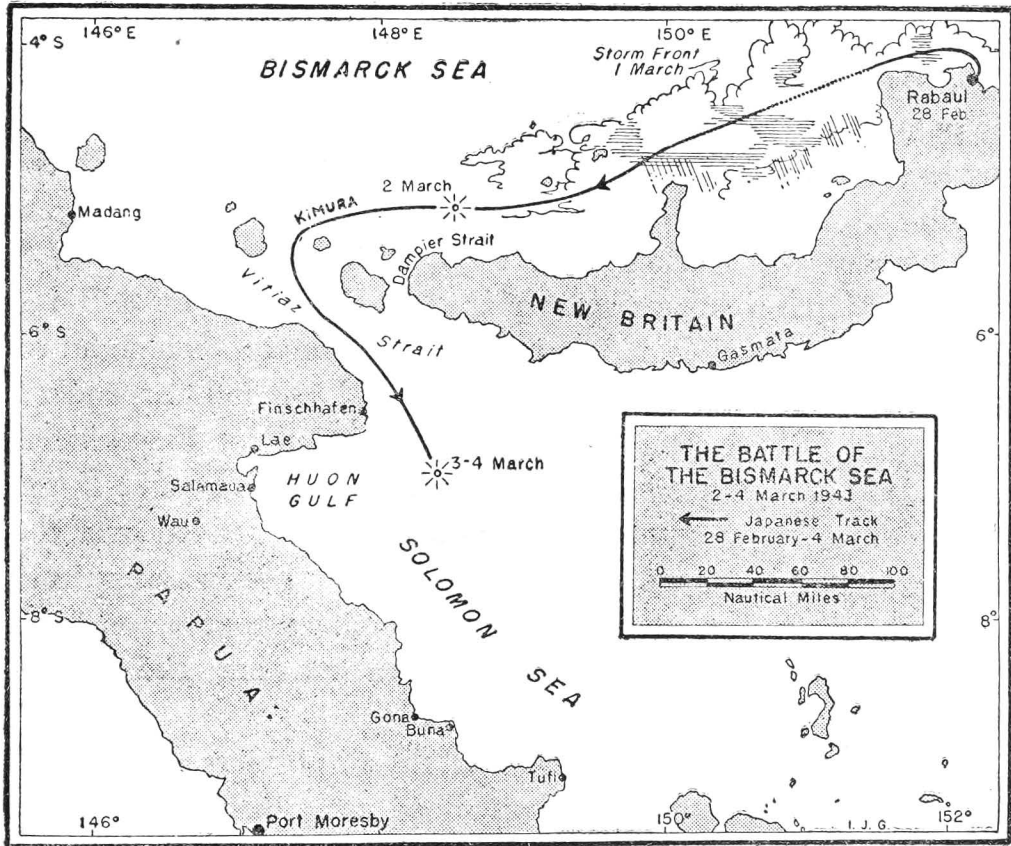 146° E
148° E
150° E
4° S
BISMARCK SEA
Storm Front
1 March
Rabaul
28 Feb.
2 March
KIMURA
Madang
Dampier Strait
Vitiaz
Strait
NEW BRITAIN
Gasmata
6° S
6°
Finschhafen
Lae
Salamaua
HUON
GULF
3-4 March
Wau
THE BATTLE OF
THE BISMARCK SEA
2-4 March 1943
Japanese Track
28 February-4 March
0 20 40 60 80 100
Nautical Miles
SOLOMON
SEA
PAPUA
8° S
8°
Gona
Buna
Tufi
Port Moresby
146°
150°
I. J. G.
152°